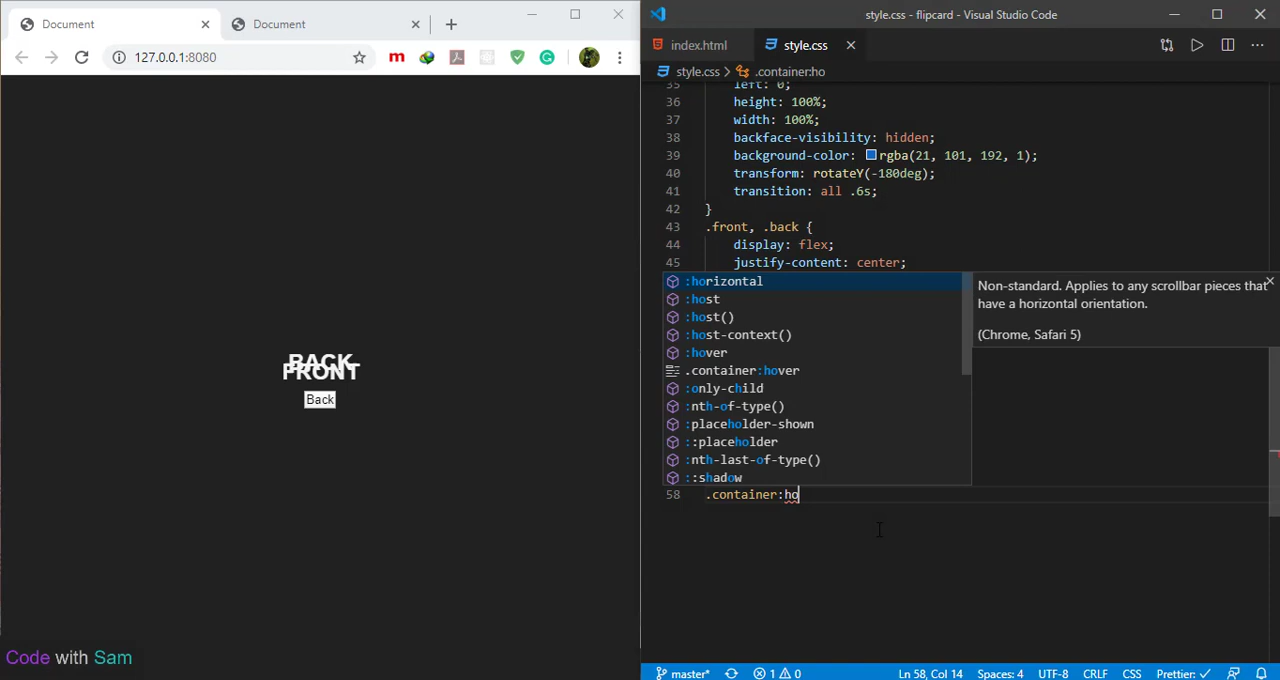 Document
Document
127.0.0.1:8080
BACK
FRONT
Back
Code with Sam
style.css - flipcard - Visual Studio Code
index.html
style.css
style.css > .container:ho
35 left: 0;
36 height: 100%;
37 width: 100%;
38 backface-visibility: hidden;
39 background-color: rgba(21, 101, 192, 1);
40 transform: rotateY(-180deg);
41 transition: all .6s;
42 }
43 .front, .back {
44 display: flex;
45 justify-content: center;
:horizontal
:host
:host()
:host-context()
:hover
.container:hover
:only-child
:nth-of-type()
:placeholder-shown
::placeholder
:nth-last-of-type()
::shadow
Non-standard. Applies to any scrollbar pieces that
have a horizontal orientation.
(Chrome, Safari 5)
58 .container:ho
master* 1 0 Ln 58, Col 14 Spaces: 4 UTF-8 CRLF CSS Prettier: ✓